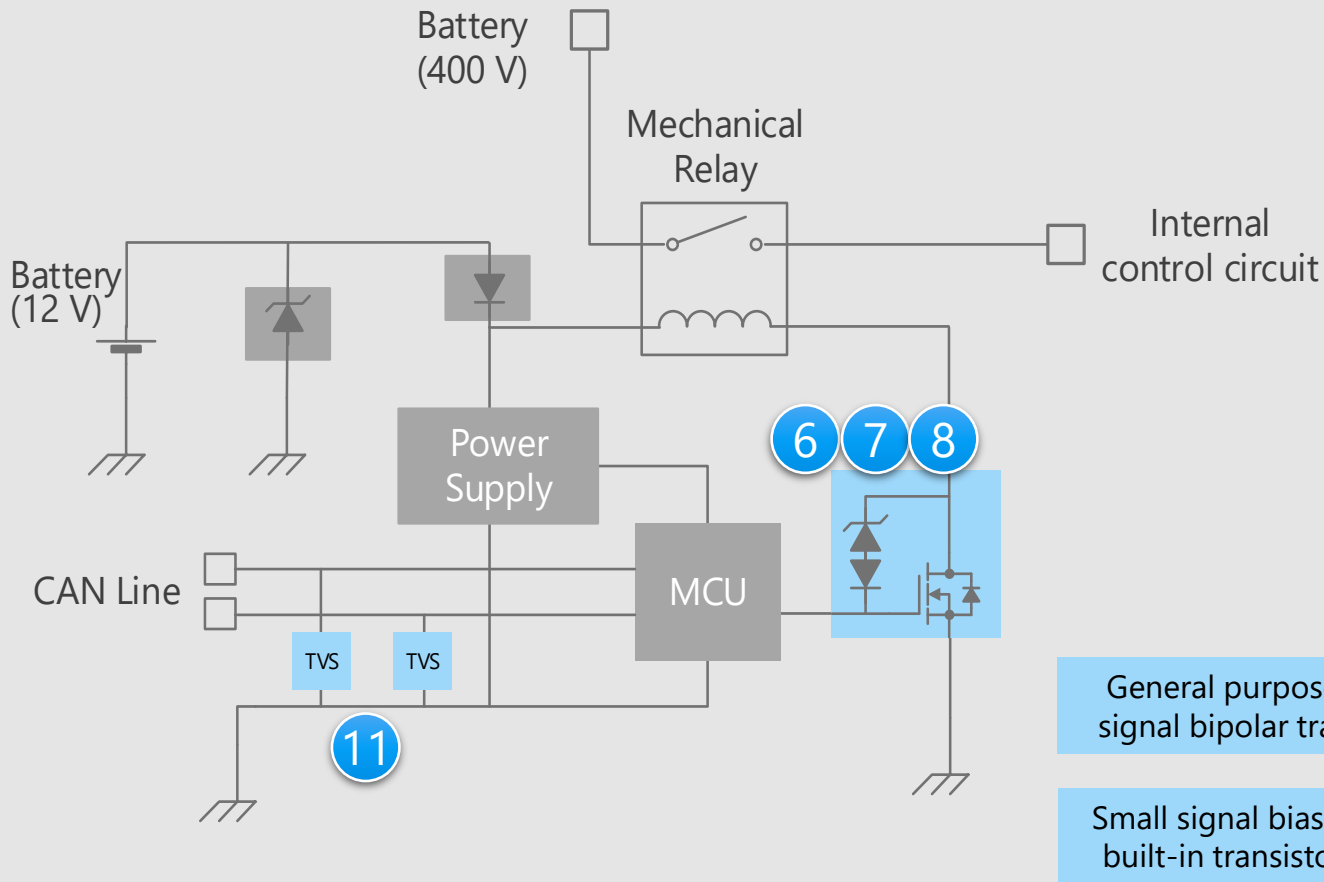 Battery
(400 V)
Mechanical
Relay
Internal
control circuit
Battery
(12 V)
Power
Supply
6 7 8
CAN Line
MCU
TVS TVS
11
General purpos
signal bipolar tra
Small signal bias
built-in transisto